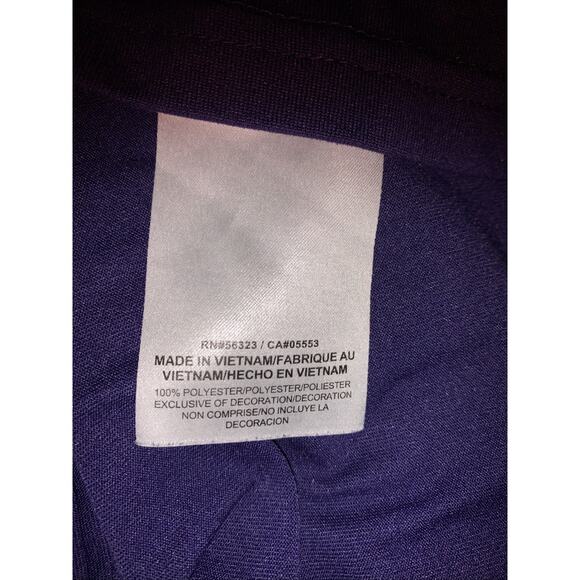 RN#56323 / CA#05553
MADE IN VIETNAM/FABRIQUE AU
VIETNAM/HECHO EN VIETNAM
100% POLYESTER/POLYESTER/POLIESTER
EXCLUSIVE OF DECORATION/DECORATION
NON COMPRISE/NO INCLUYE LA
DECORACION